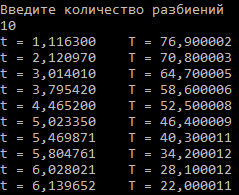 Введите количество разбиений
10
t = 1,116300    T = 76,900002
t = 2,120970    T = 70,800003
t = 3,014010    T = 64,700005
t = 3,795420    T = 58,600006
t = 4,465200    T = 52,500008
t = 5,023350    T = 46,400009
t = 5,469871    T = 40,300011
t = 5,804761    T = 34,200012
t = 6,028021    T = 28,100012
t = 6,139652    T = 22,000011